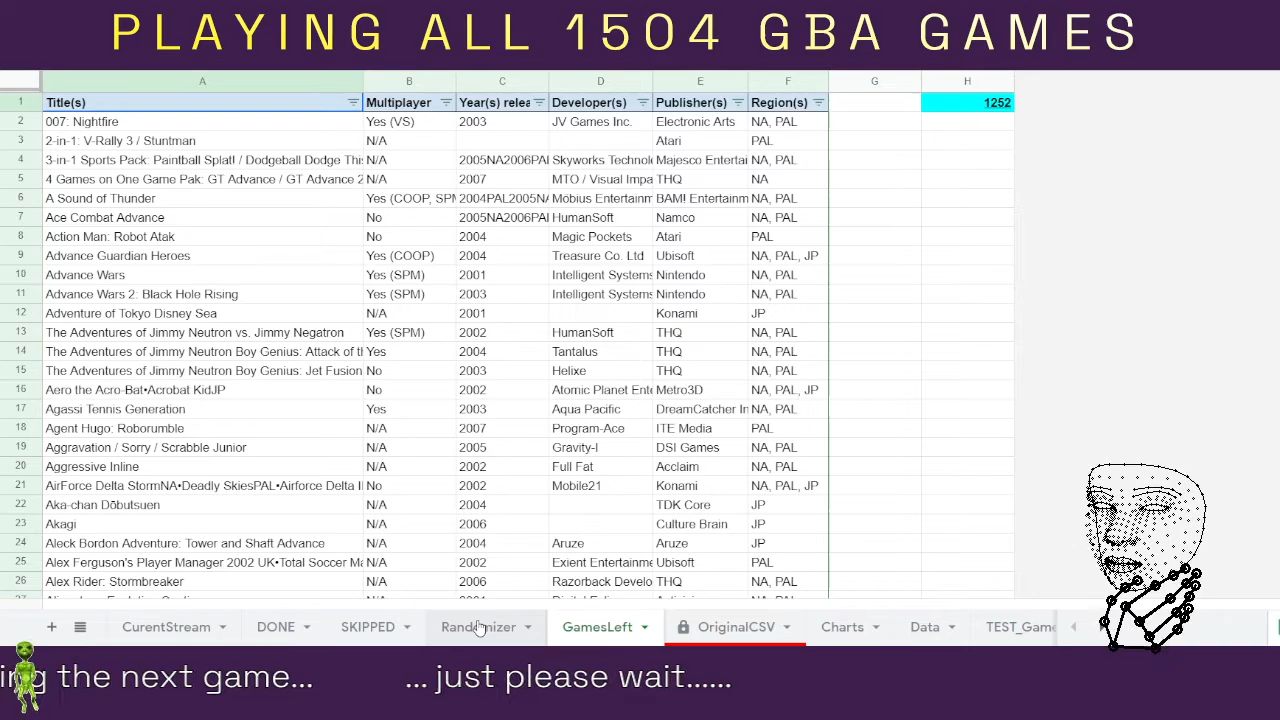 PLAYING ALL 1504 GBA GAMES
A B C D E F G H
1 Title(s) Multiplayer Year(s) relea Developer(s) Publisher(s) Region(s) 1252
2 007: Nightfire Yes (VS) 2003 JV Games Inc. Electronic Arts NA, PAL
3 2-in-1: V-Rally 3 / Stuntman N/A Atari PAL
4 3-in-1 Sports Pack: Paintball Splat! / Dodgeball Dodge This N/A 2005NA2006PAL Skyworks Technolo Majesco Entertai NA, PAL
5 4 Games on One Game Pak: GT Advance / GT Advance 2 N/A 2007 MTO / Visual Impa THQ NA
6 A Sound of Thunder Yes (COOP, SPM 2004PAL2005NA Möbius Entertainm BAM! Entertainm NA, PAL
7 Ace Combat Advance No 2005NA2006PAL HumanSoft Namco NA, PAL
8 Action Man: Robot Atak No 2004 Magic Pockets Atari PAL
9 Advance Guardian Heroes Yes (COOP) 2004 Treasure Co. Ltd Ubisoft NA, PAL, JP
10 Advance Wars Yes (SPM) 2001 Intelligent Systems Nintendo NA, PAL
11 Advance Wars 2: Black Hole Rising Yes (SPM) 2003 Intelligent Systems Nintendo NA, PAL
12 Adventure of Tokyo Disney Sea N/A 2001 Konami JP
13 The Adventures of Jimmy Neutron vs. Jimmy Negatron Yes (SPM) 2002 HumanSoft THQ NA, PAL
14 The Adventures of Jimmy Neutron Boy Genius: Attack of t Yes 2004 Tantalus THQ NA, PAL
15 The Adventures of Jimmy Neutron Boy Genius: Jet Fusion No 2003 Helixe THQ NA, PAL
16 Aero the Acro-Bat•Acrobat KidJP No 2002 Atomic Planet Ente Metro3D NA, PAL, JP
17 Agassi Tennis Generation Yes 2003 Aqua Pacific DreamCatcher In NA, PAL
18 Agent Hugo: Roborumble N/A 2007 Program-Ace ITE Media PAL
19 Aggravation / Sorry / Scrabble Junior N/A 2005 Gravity-I DSI Games NA, PAL
20 Aggressive Inline N/A 2002 Full Fat Acclaim NA, PAL
21 AirForce Delta StormNA•Deadly SkiesPAL•Airforce Delta I No 2002 Mobile21 Konami NA, PAL, JP
22 Aka-chan Dōbutsuen N/A 2004 TDK Core JP
23 Akagi N/A 2006 Culture Brain JP
24 Aleck Bordon Adventure: Tower and Shaft Advance N/A 2004 Aruze Aruze JP
25 Alex Ferguson's Player Manager 2002 UK•Total Soccer Ma N/A 2002 Exient Entertainme Ubisoft PAL
26 Alex Rider: Stormbreaker N/A 2006 Razorback Develo THQ NA, PAL
CurentStream DONE SKIPPED Randomizer GamesLeft OriginalCSV Charts Data TEST_Game
ing the next game... ... just please wait......